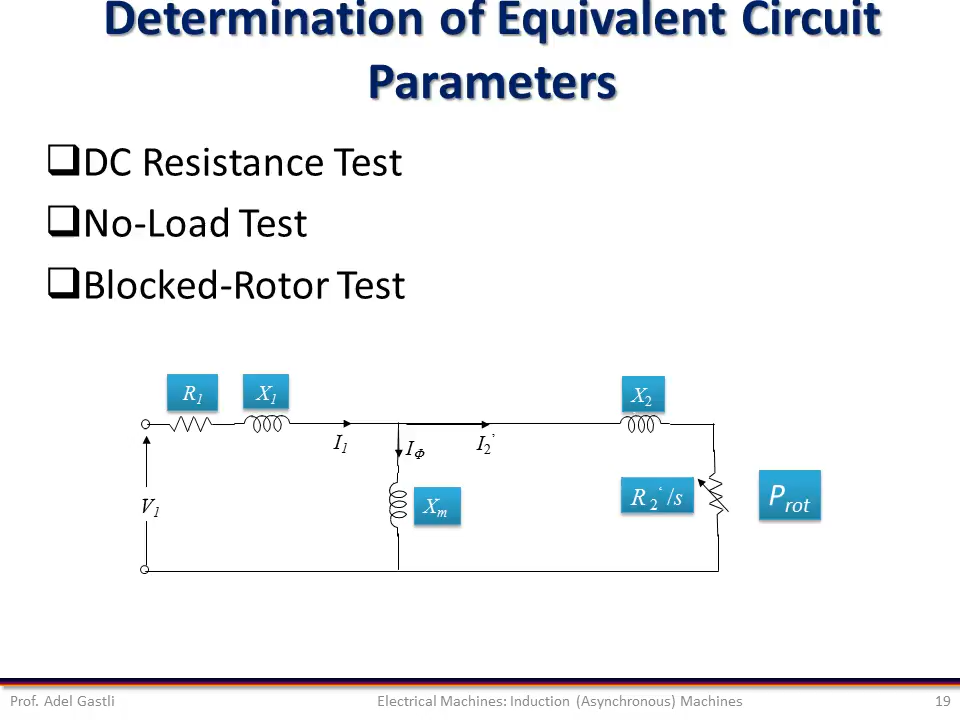 Determination of Equivalent Circuit
Parameters
DC Resistance Test
No-Load Test
Blocked-Rotor Test
R1 X1 X2
I1 IΦ I2'
V1 Xm R2'/s Prot
Prof. Adel Gastli Electrical Machines: Induction (Asynchronous) Machines 19